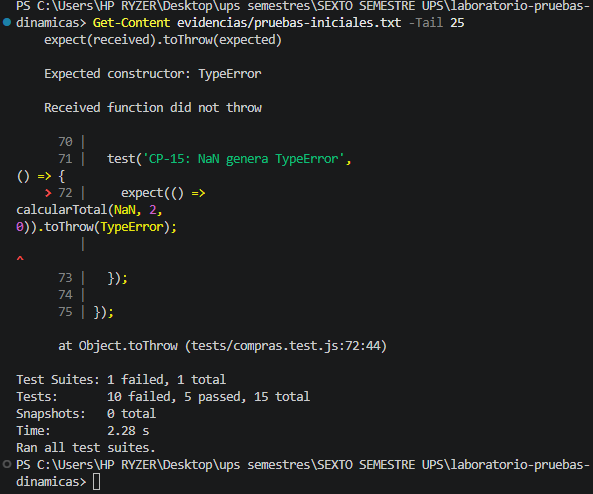 PS C:\Users\HP RYZER\Desktop\ups semestres\SEXTO SEMESTRE UPS\laboratorio-pruebas-
dinamicas> Get-Content evidencias/pruebas-iniciales.txt -Tail 25
expect(received).toThrow(expected)
Expected constructor: TypeError
Received function did not throw
70 |
71 |   test('CP-15: NaN genera TypeError',
() => {
> 72 |     expect(() =>
calcularTotal(NaN, 2,
0)).toThrow(TypeError);
|
^
73 |   });
74 |
75 | });
at Object.toThrow (tests/compras.test.js:72:44)
Test Suites: 1 failed, 1 total
Tests:       10 failed, 5 passed, 15 total
Snapshots:   0 total
Time:        2.28 s
Ran all test suites.
PS C:\Users\HP RYZER\Desktop\ups semestres\SEXTO SEMESTRE UPS\laboratorio-pruebas-
dinamicas>